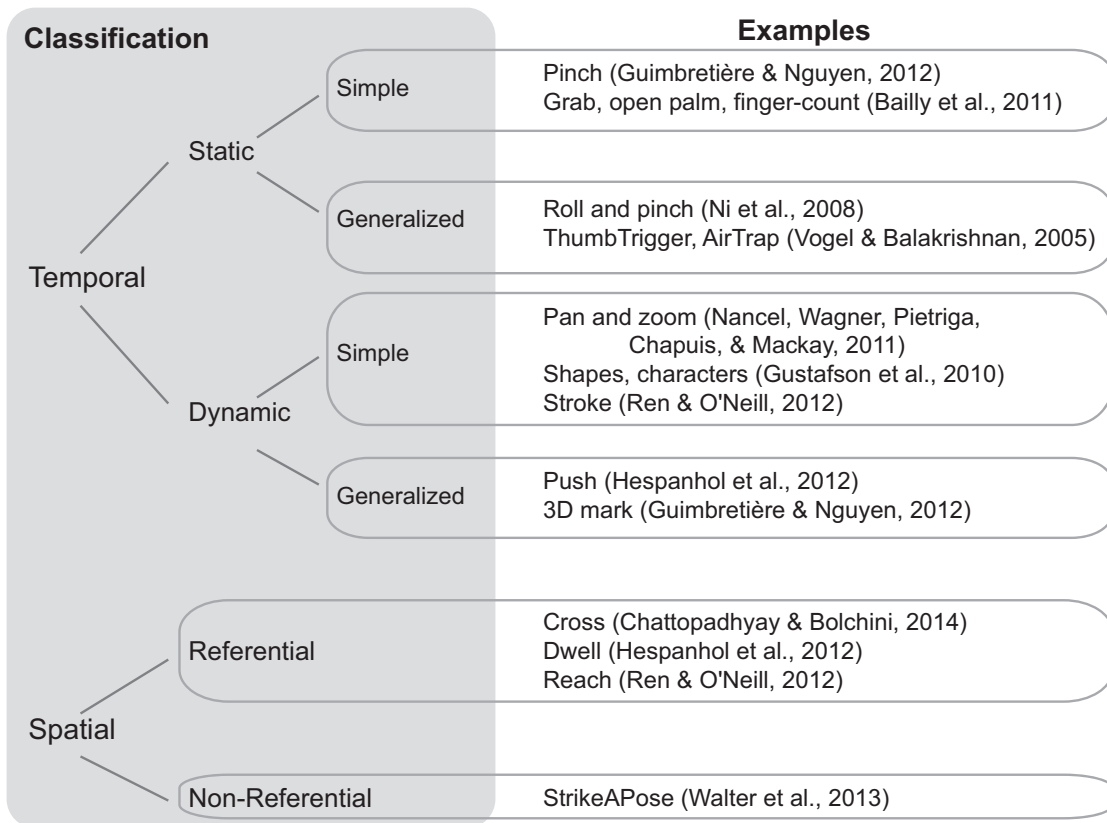 Classification
Examples
Simple
Pinch (Guimbretière & Nguyen, 2012)
Grab, open palm, finger-count (Bailly et al., 2011)
Static
Generalized
Roll and pinch (Ni et al., 2008)
ThumbTrigger, AirTrap (Vogel & Balakrishnan, 2005)
Temporal
Simple
Pan and zoom (Nancel, Wagner, Pietriga,
Chapuis, & Mackay, 2011)
Shapes, characters (Gustafson et al., 2010)
Stroke (Ren & O'Neill, 2012)
Dynamic
Generalized
Push (Hespanhol et al., 2012)
3D mark (Guimbretière & Nguyen, 2012)
Referential
Cross (Chattopadhyay & Bolchini, 2014)
Dwell (Hespanhol et al., 2012)
Reach (Ren & O'Neill, 2012)
Spatial
Non-Referential
StrikeAPose (Walter et al., 2013)